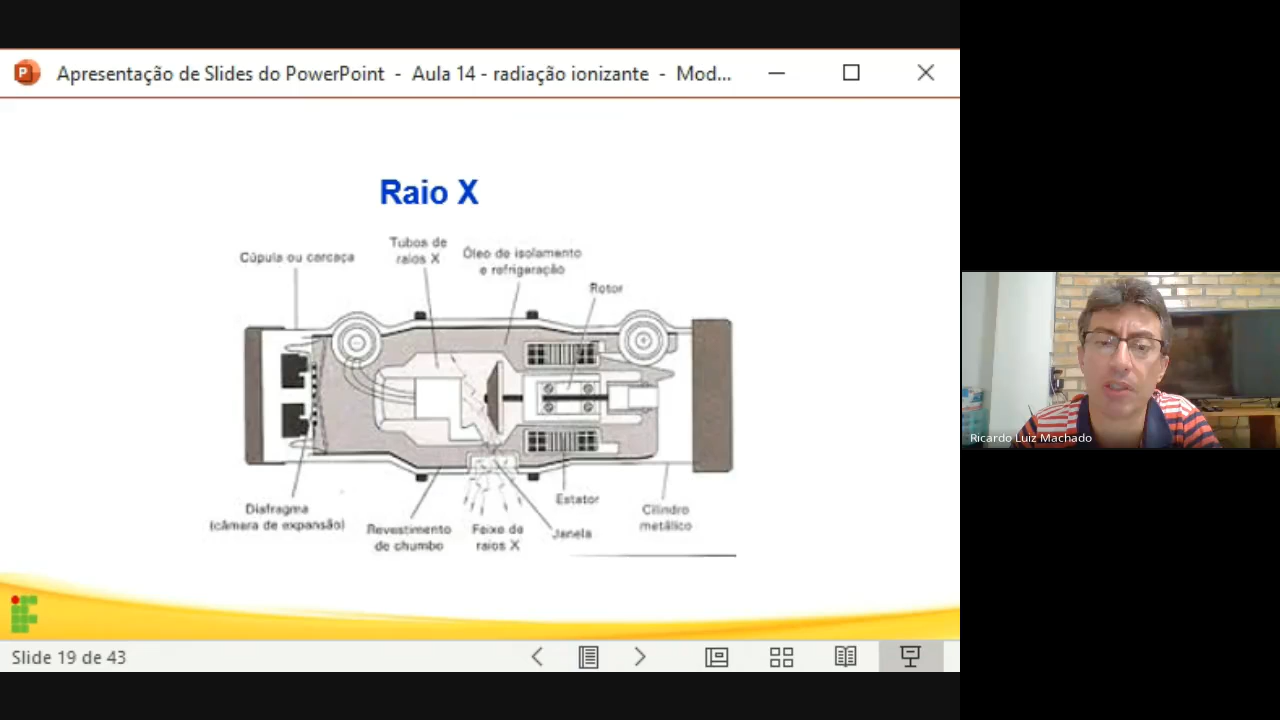 Apresentação de Slides do PowerPoint - Aula 14 - radiação ionizante - Mod...
Raio X
Cúpula ou carcaça
Tubos de
raios X
Óleo de isolamento
e refrigeração
Rotor
Diafragma
(câmara de expansão)
Revestimento
de chumbo
Feixe de
raios X
Janela
Estator
Cilindro
metálico
Slide 19 de 43
Ricardo Luiz Machado